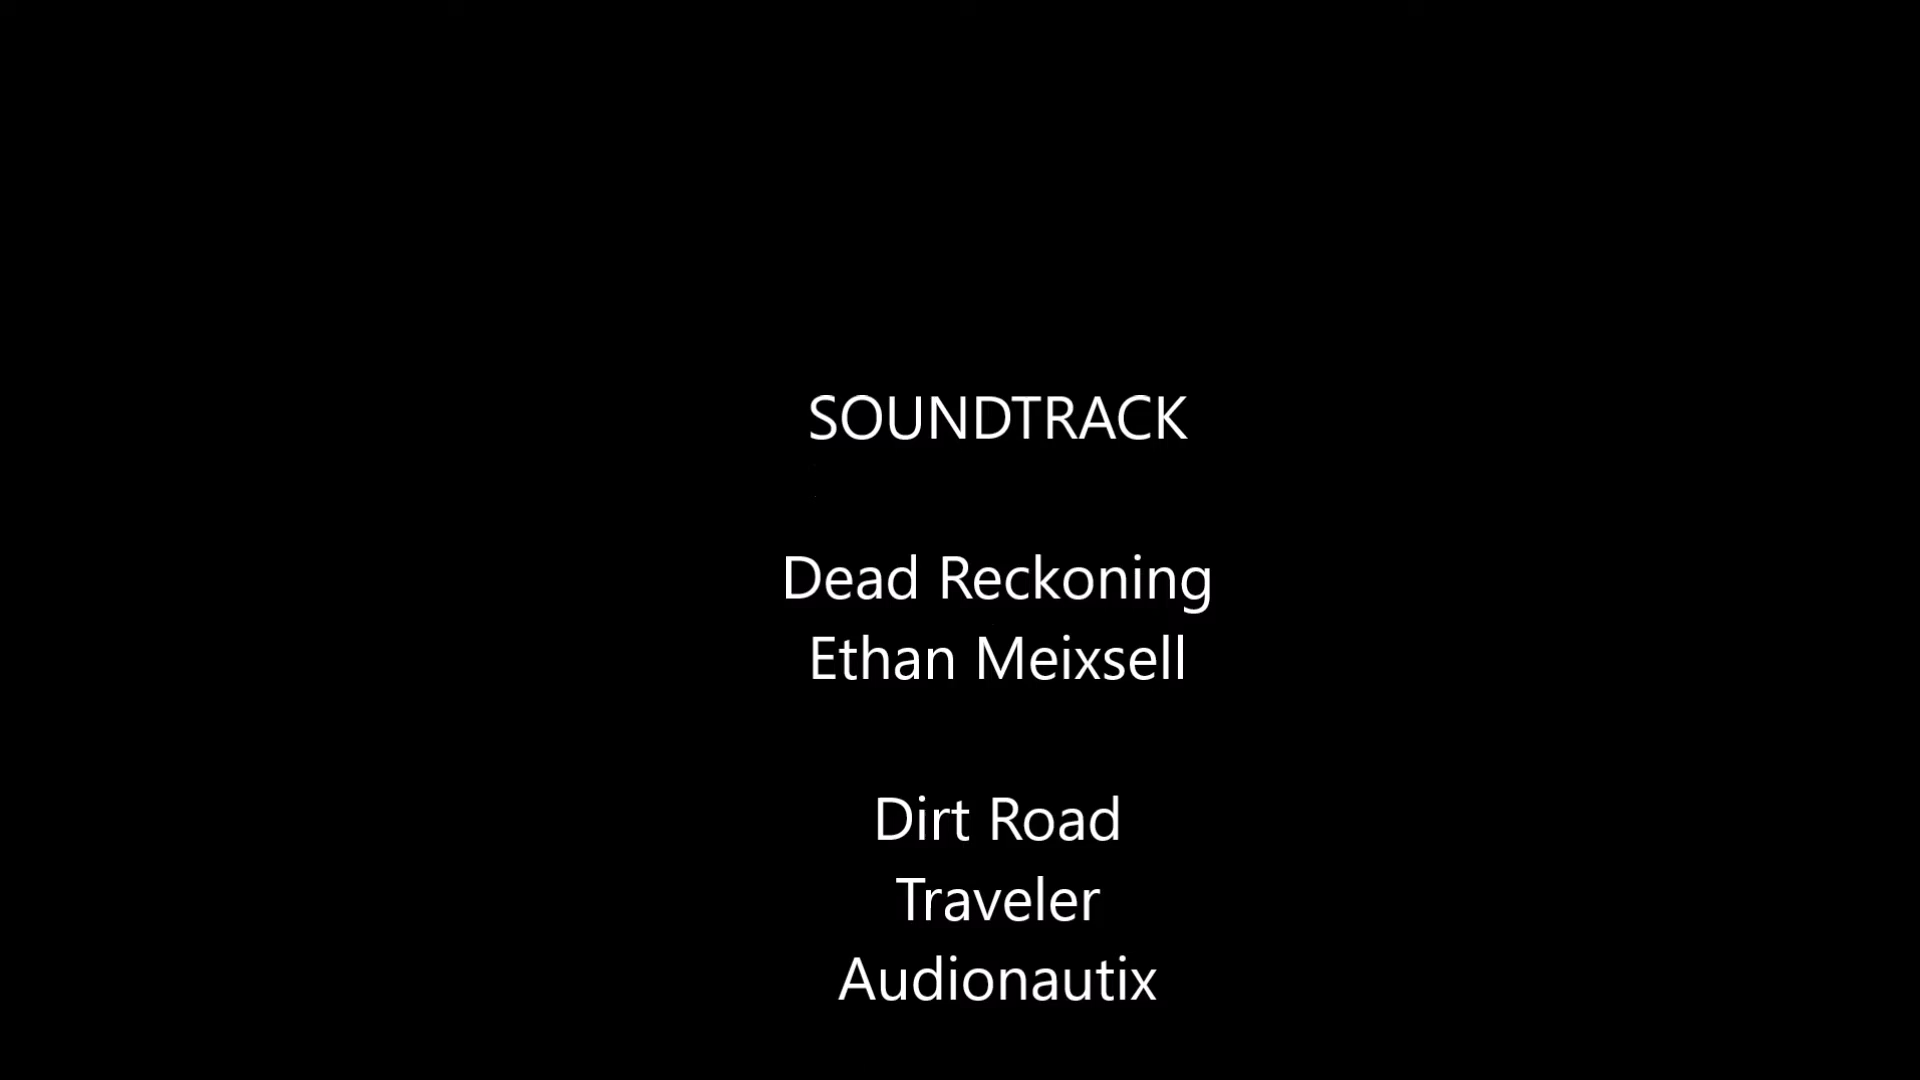 SOUNDTRACK
Dead Reckoning
Ethan Meixsell
Dirt Road
Traveler
Audionautix